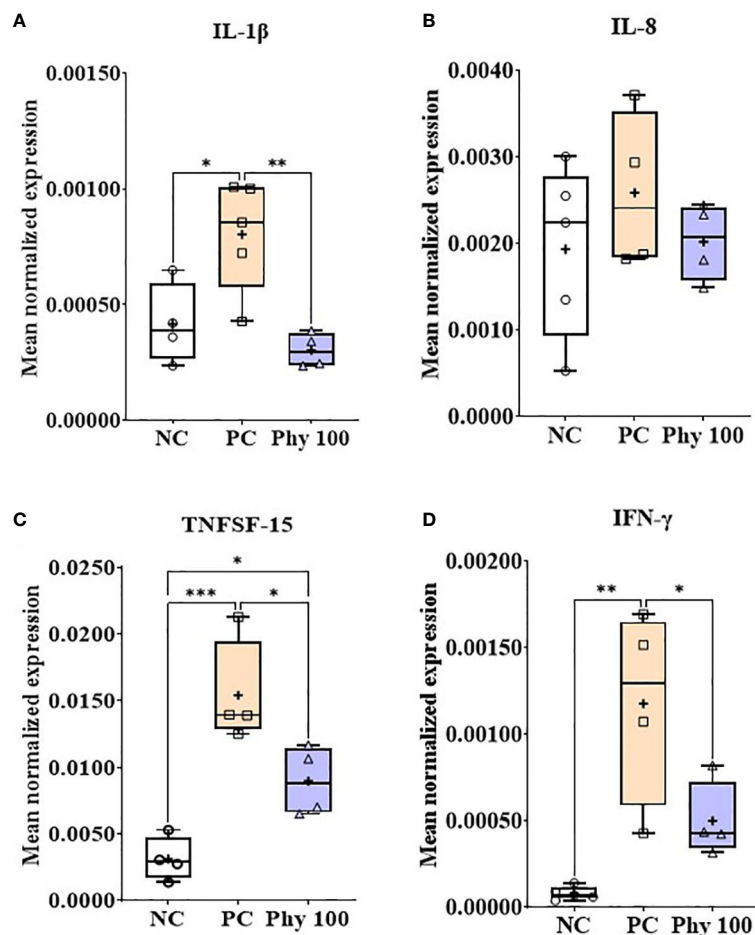 A
IL-1β
Mean normalized expression
0.00150
0.00100
0.00050
0.00000
* **
NC PC Phy 100
B
IL-8
Mean normalized expression
0.0040
0.0030
0.0020
0.0010
0.0000
NC PC Phy 100
C
TNFSF-15
Mean normalized expression
0.0250
0.0200
0.0150
0.0100
0.0050
0.0000
*
*** *
NC PC Phy 100
D
IFN-γ
Mean normalized expression
0.00200
0.00150
0.00100
0.00050
0.00000
** *
NC PC Phy 100